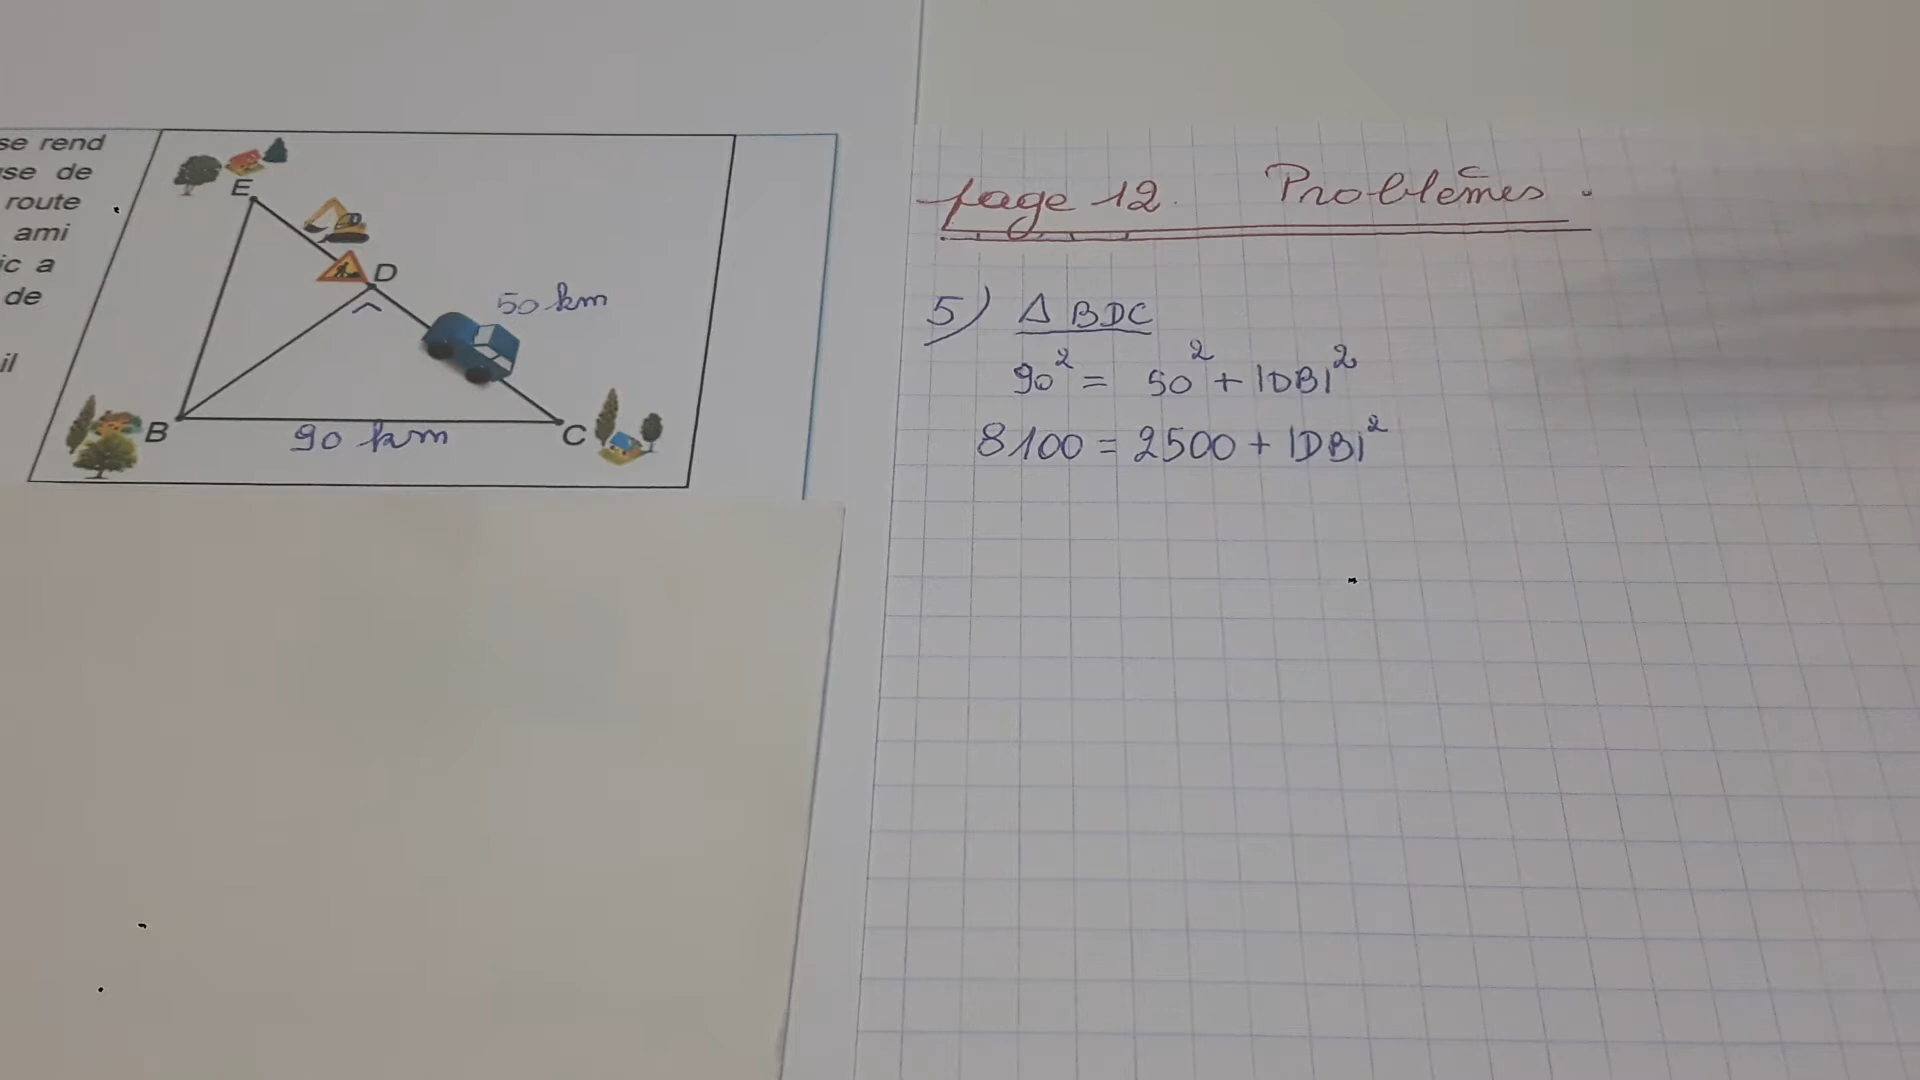 se rend
se de
route
ami
ic a
de
il
E
D
50 km
B
90 km
C
page 12. Problèmes.
5) Δ BDC
90² = 50² + |DB|²
8100 = 2500 + |DB|²